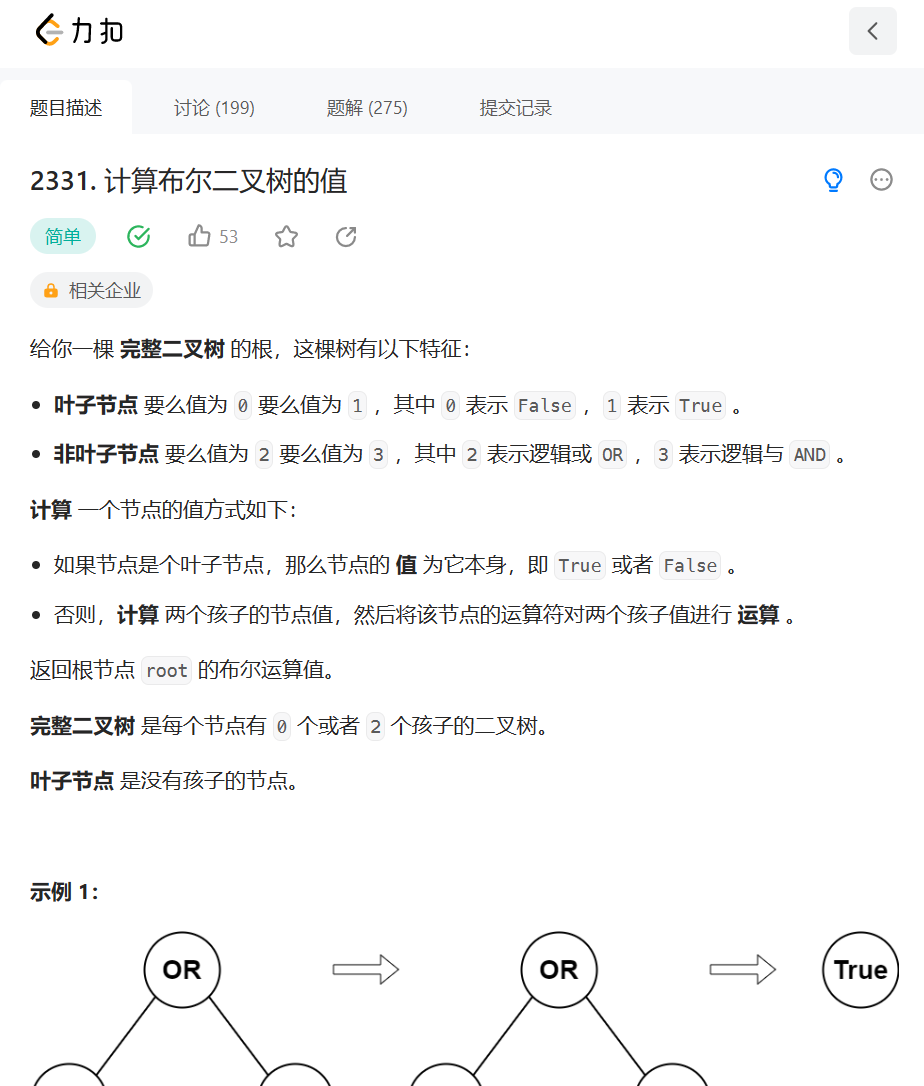 力扣
题目描述 讨论 (199) 题解 (275) 提交记录
2331. 计算布尔二叉树的值
简单 53
相关企业
给你一棵 完整二叉树 的根，这棵树有以下特征：
叶子节点 要么值为 0 要么值为 1 ，其中 0 表示 False ，1 表示 True 。
非叶子节点 要么值为 2 要么值为 3 ，其中 2 表示逻辑或 OR ，3 表示逻辑与 AND 。
计算 一个节点的值方式如下：
如果节点是个叶子节点，那么节点的 值 为它本身，即 True 或者 False 。
否则，计算 两个孩子的节点值，然后将该节点的运算符对两个孩子值进行 运算 。
返回根节点 root 的布尔运算值。
完整二叉树 是每个节点有 0 个或者 2 个孩子的二叉树。
叶子节点 是没有孩子的节点。
示例 1：
OR OR True